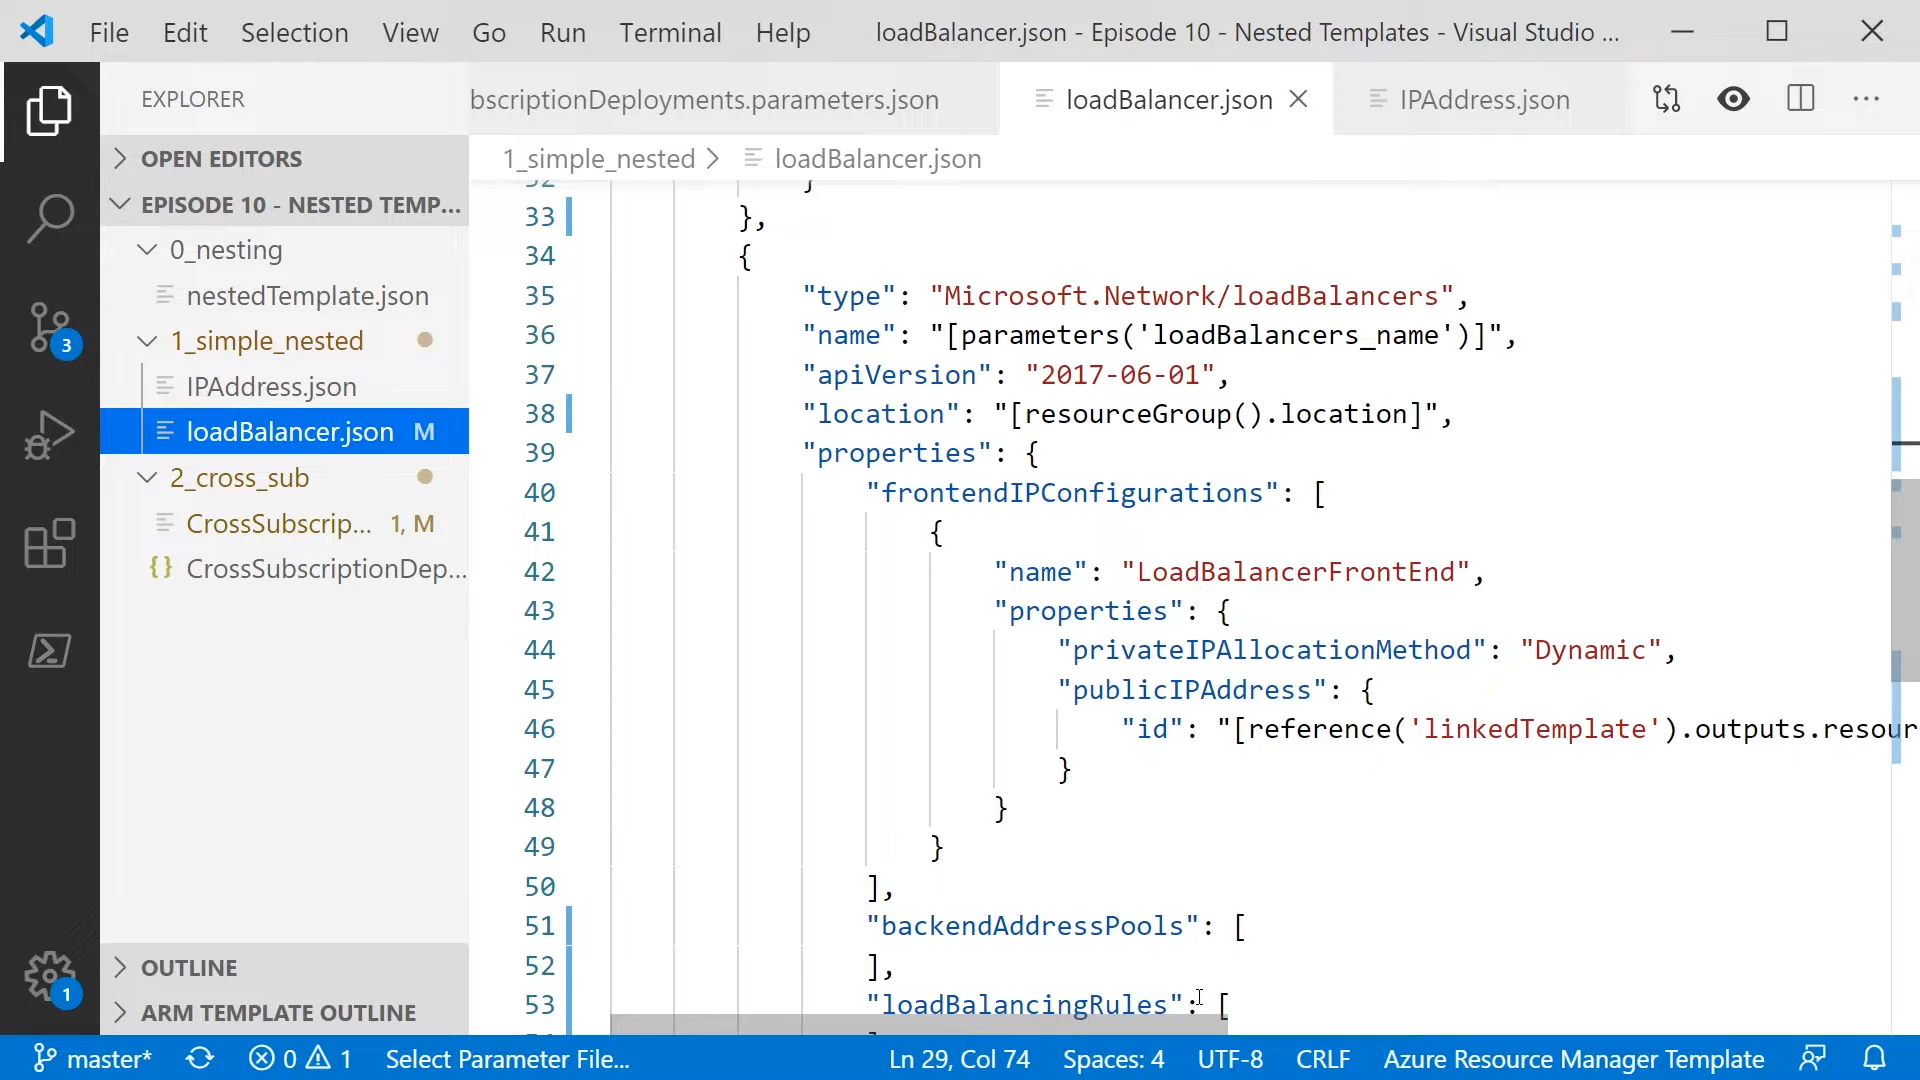 File Edit Selection View Go Run Terminal Help loadBalancer.json - Episode 10 - Nested Templates - Visual Studio ...
EXPLORER
bscriptionDeployments.parameters.json loadBalancer.json IPAddress.json ...
OPEN EDITORS
1_simple_nested > loadBalancer.json
EPISODE 10 - NESTED TEMP...
0_nesting
nestedTemplate.json
1_simple_nested
IPAddress.json
loadBalancer.json M
2_cross_sub
CrossSubscrip... 1, M
{} CrossSubscriptionDep...
OUTLINE
ARM TEMPLATE OUTLINE
3
1
32 }
33 },
34 {
35 "type": "Microsoft.Network/loadBalancers",
36 "name": "[parameters('loadBalancers_name')]",
37 "apiVersion": "2017-06-01",
38 "location": "[resourceGroup().location]",
39 "properties": {
40 "frontendIPConfigurations": [
41 {
42 "name": "LoadBalancerFrontEnd",
43 "properties": {
44 "privateIPAllocationMethod": "Dynamic",
45 "publicIPAddress": {
46 "id": "[reference('linkedTemplate').outputs.resour
47 }
48 }
49 }
50 ],
51 "backendAddressPools": [
52 ],
53 "loadBalancingRules": [
master* 0 1 Select Parameter File... Ln 29, Col 74 Spaces: 4 UTF-8 CRLF Azure Resource Manager Template